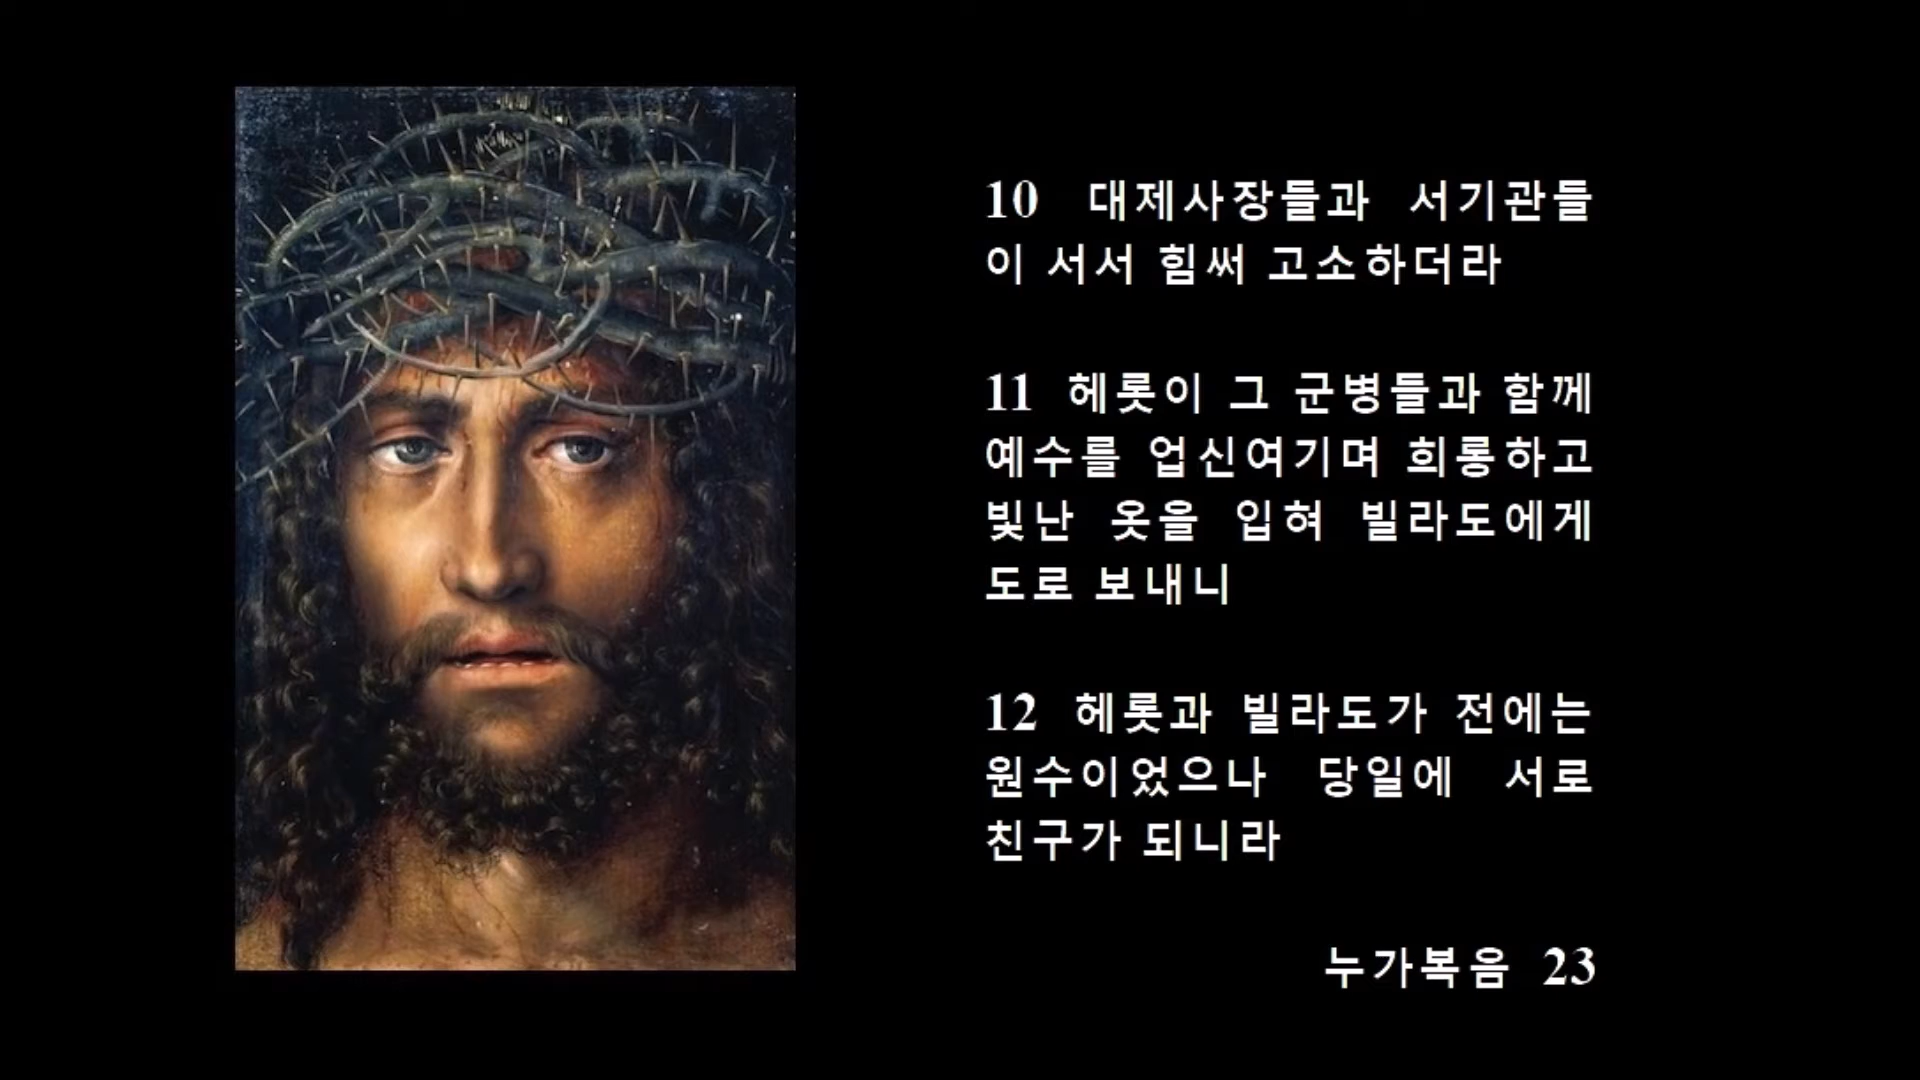 10 대제사장들과 서기관들
이 서서 힘써 고소하더라
11 헤롯이 그 군병들과 함께
예수를 업신여기며 희롱하고
빛난 옷을 입혀 빌라도에게
도로 보내니
12 헤롯과 빌라도가 전에는
원수이었으나 당일에 서로
친구가 되니라
누가복음 23